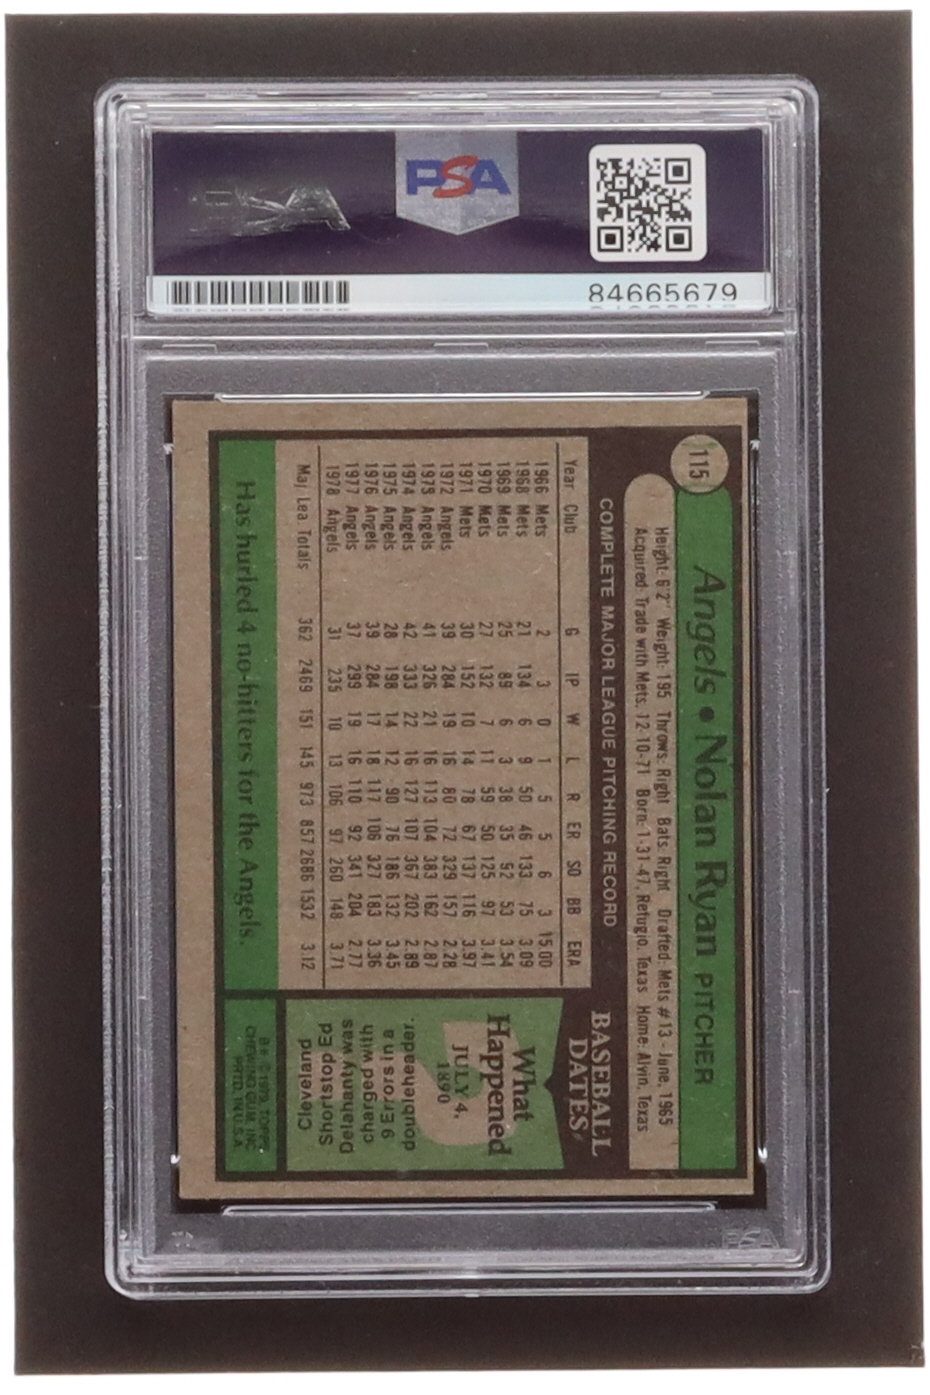 PSA
84665679
115
Angels • Nolan Ryan PITCHER
Height: 6'2" Weight: 195 Throws: Right Bats: Right Drafted: Mets #13 - June, 1965
Acquired: Trade with Mets, 12-10-71 Born: 1-31-47, Refugio, Texas Home: Alvin, Texas
COMPLETE MAJOR LEAGUE PITCHING RECORD
Year Club G IP W L R ER SO BB ERA
1966 Mets 2 3 0 1 5 5 6 3 15.00
1968 Mets 21 134 6 9 50 46 133 75 3.09
1969 Mets 25 89 6 3 38 35 92 53 3.54
1970 Mets 27 132 7 11 59 50 125 97 3.41
1971 Mets 30 152 10 14 78 67 137 116 3.97
1972 Angels 39 284 19 16 80 72 329 157 2.28
1973 Angels 41 326 21 16 113 104 383 162 2.87
1974 Angels 42 333 22 16 127 107 367 202 2.89
1975 Angels 28 198 14 12 90 76 186 132 3.45
1976 Angels 39 284 17 18 117 106 327 183 3.36
1977 Angels 37 299 19 16 110 92 341 204 2.77
1978 Angels 31 235 10 13 106 97 260 148 3.71
Maj. Lea. Totals 362 2469 151 145 973 857 2686 1532 3.12
Has hurled 4 no-hitters for the Angels.
BASEBALL
DATES
What
Happened
JULY 4,
1890
Cleveland
Shortstop Ed
Delahanty was
charged with
9 Errors in a
doubleheader.
© 1979, TOPPS
CHEWING GUM, INC.
PRTD. IN U.S.A.